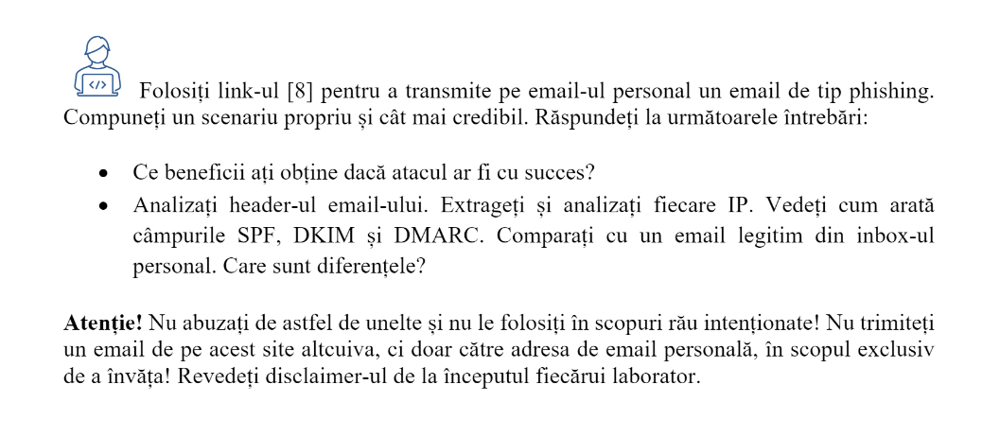 </>
Folosiți link-ul [8] pentru a transmite pe email-ul personal un email de tip phishing.
Compuneți un scenariu propriu și cât mai credibil. Răspundeți la următoarele întrebări:
• Ce beneficii ați obține dacă atacul ar fi cu succes?
• Analizați header-ul email-ului. Extrageți și analizați fiecare IP. Vedeți cum arată
câmpurile SPF, DKIM și DMARC. Comparați cu un email legitim din inbox-ul
personal. Care sunt diferențele?
Atenție! Nu abuzați de astfel de unelte și nu le folosiți în scopuri rău intenționate! Nu trimiteți
un email de pe acest site altcuiva, ci doar către adresa de email personală, în scopul exclusiv
de a învăța! Revedeți disclaimer-ul de la începutul fiecărui laborator.